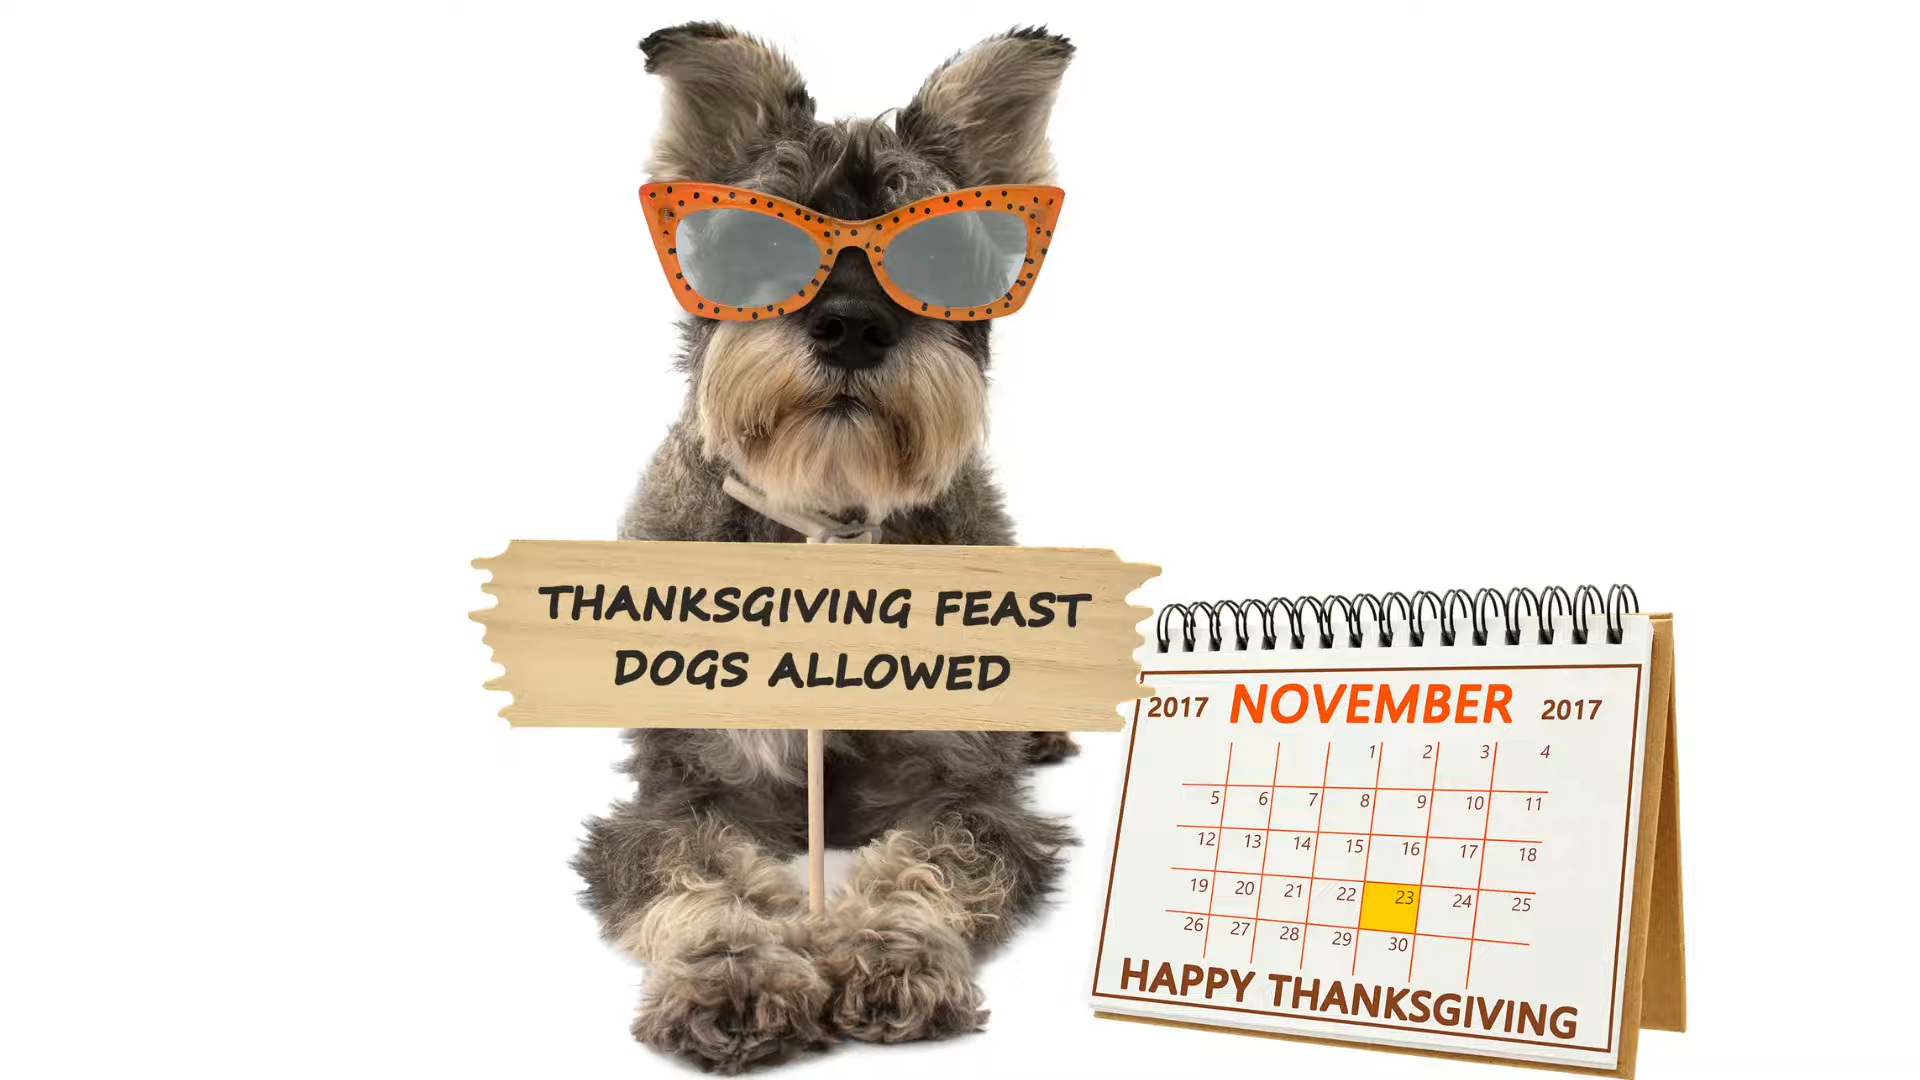 THANKSGIVING FEAST
DOGS ALLOWED
2017 NOVEMBER 2017
1 2 3 4
5 6 7 8 9 10 11
12 13 14 15 16 17 18
19 20 21 22 23 24 25
26 27 28 29 30
HAPPY THANKSGIVING